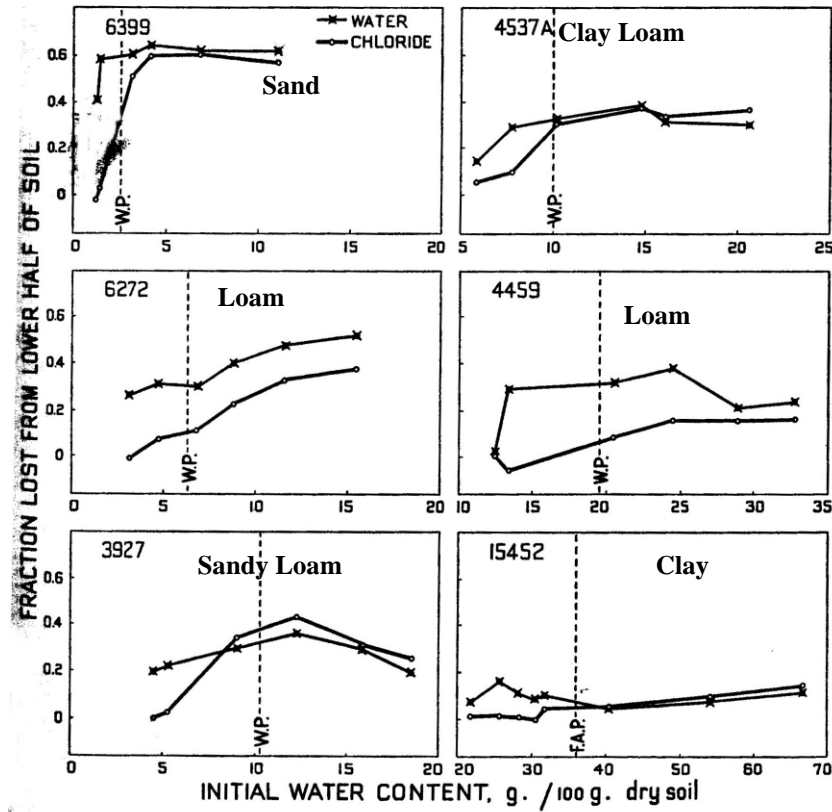 FRACTION LOST FROM LOWER HALF OF SOIL
6399
WATER
CHLORIDE
Sand
0.6
0.4
0.2
0
W.P.
0 5 10 15 20
4537A
Clay Loam
W.P.
5 10 15 20 25
6272
Loam
0.6
0.4
0.2
0
W.P.
0 5 10 15 20
4459
Loam
W.P.
10 15 20 25 30 35
3927
Sandy Loam
0.6
0.4
0.2
0
W.P.
0 5 10 15 20
15452
Clay
F.A.P.
20 30 40 50 60 70
INITIAL WATER CONTENT, g. /100 g. dry soil